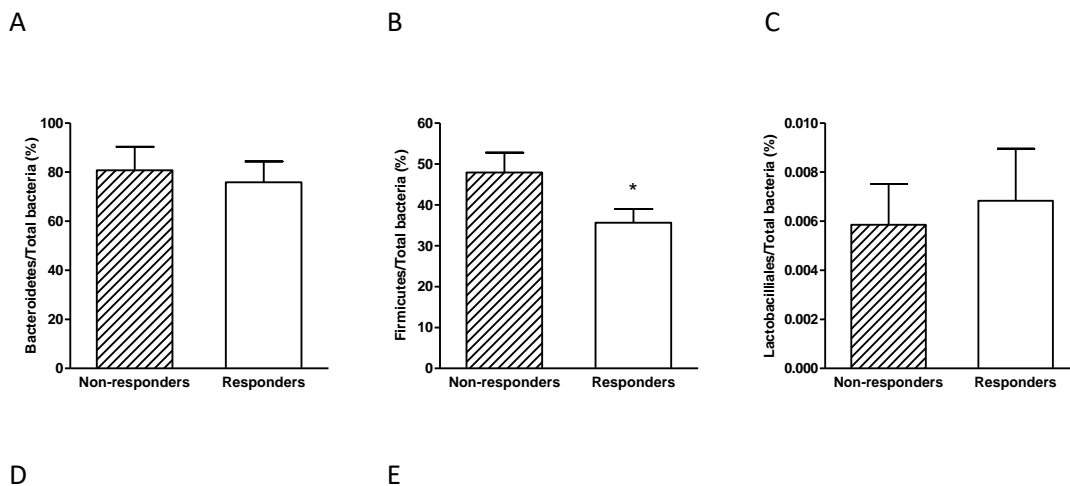 A
B
C
Bacteroidetes/Total bacteria (%)
100
80
60
40
20
0
Non-responders
Responders
Firmicutes/Total bacteria (%)
60
50
40
30
20
10
0
*
Non-responders
Responders
Lactobacilliales/Total bacteria (%)
0.010
0.008
0.006
0.004
0.002
0.000
Non-responders
Responders
D
E